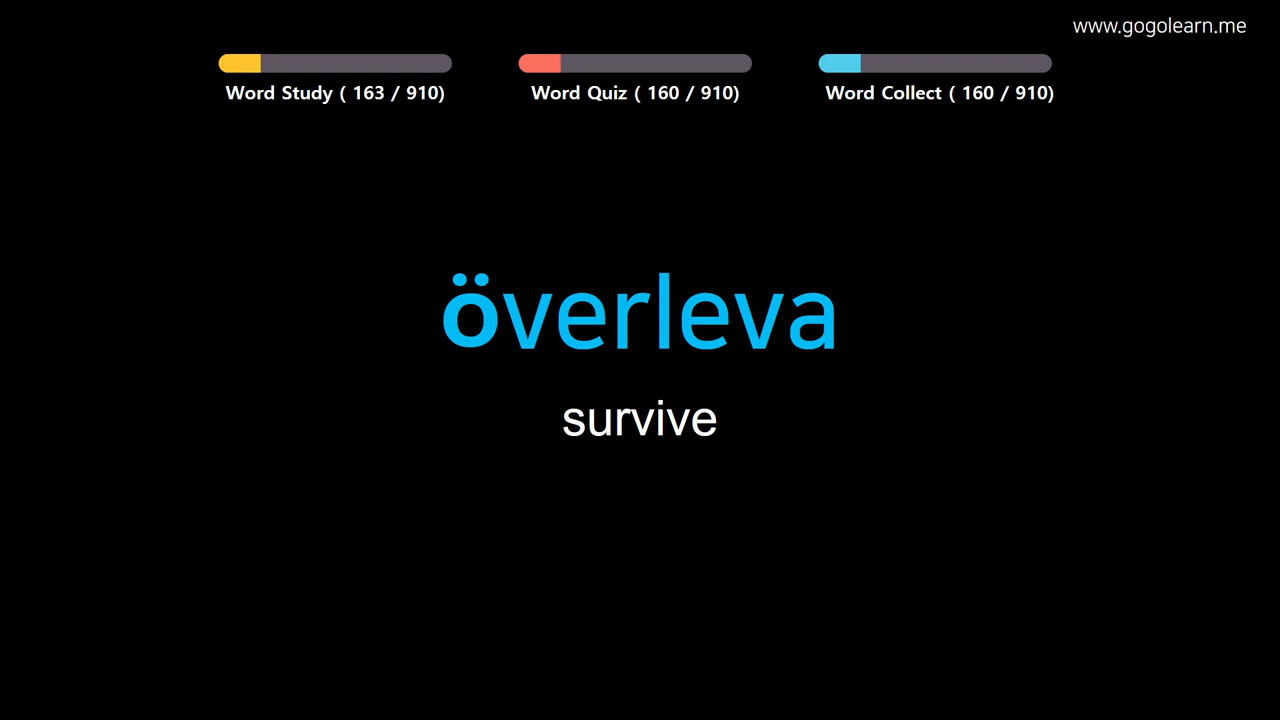 www.gogolearn.me
Word Study ( 163 / 910)
Word Quiz ( 160 / 910)
Word Collect ( 160 / 910)
överleva
survive